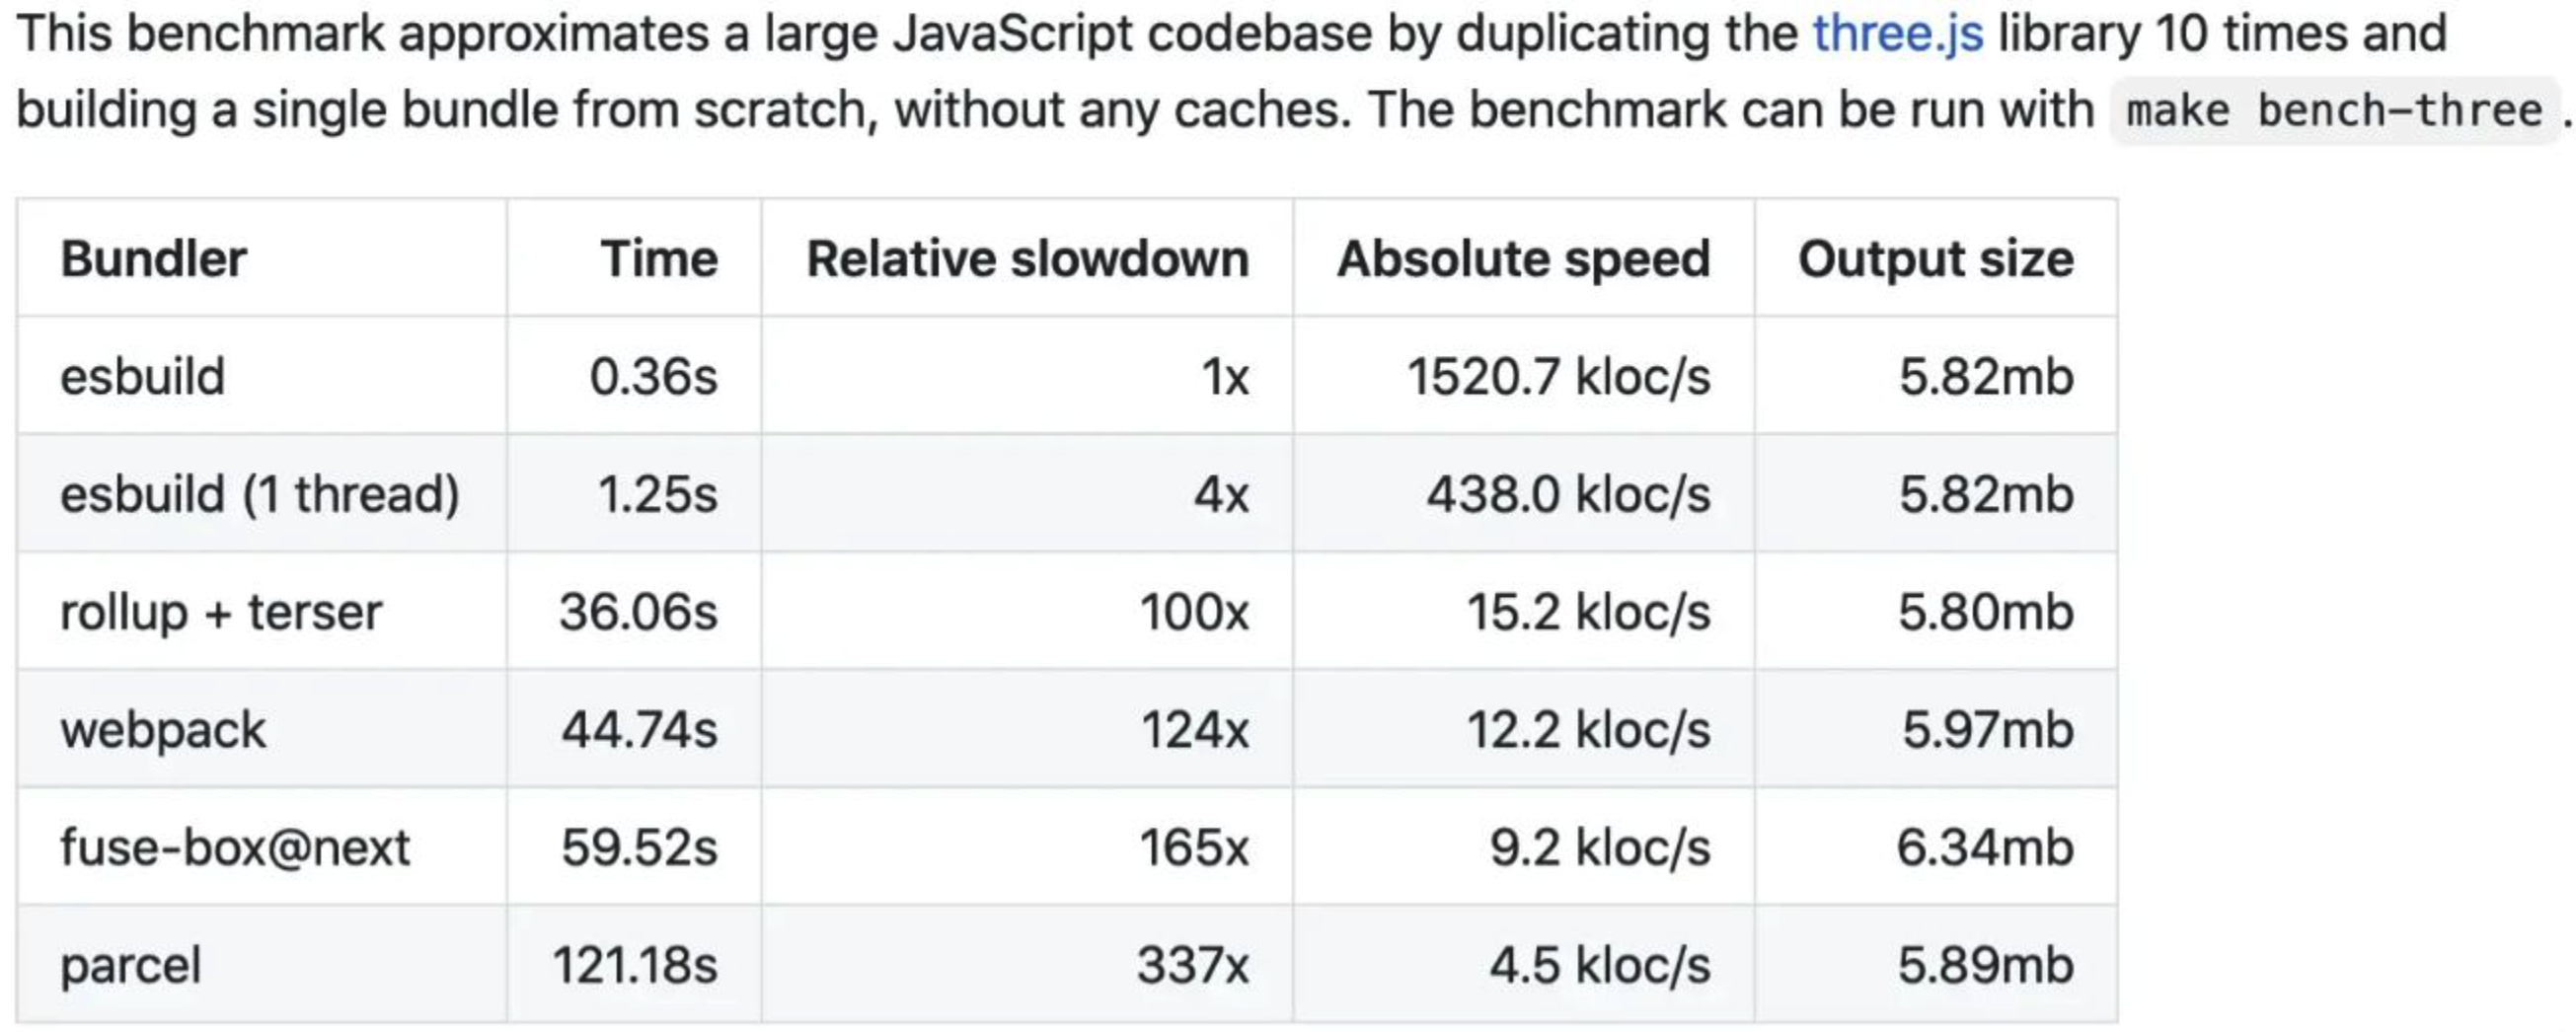 This benchmark approximates a large JavaScript codebase by duplicating the three.js library 10 times and
building a single bundle from scratch, without any caches. The benchmark can be run with make bench-three .
Bundler Time Relative slowdown Absolute speed Output size
esbuild 0.36s 1x 1520.7 kloc/s 5.82mb
esbuild (1 thread) 1.25s 4x 438.0 kloc/s 5.82mb
rollup + terser 36.06s 100x 15.2 kloc/s 5.80mb
webpack 44.74s 124x 12.2 kloc/s 5.97mb
fuse-box@next 59.52s 165x 9.2 kloc/s 6.34mb
parcel 121.18s 337x 4.5 kloc/s 5.89mb